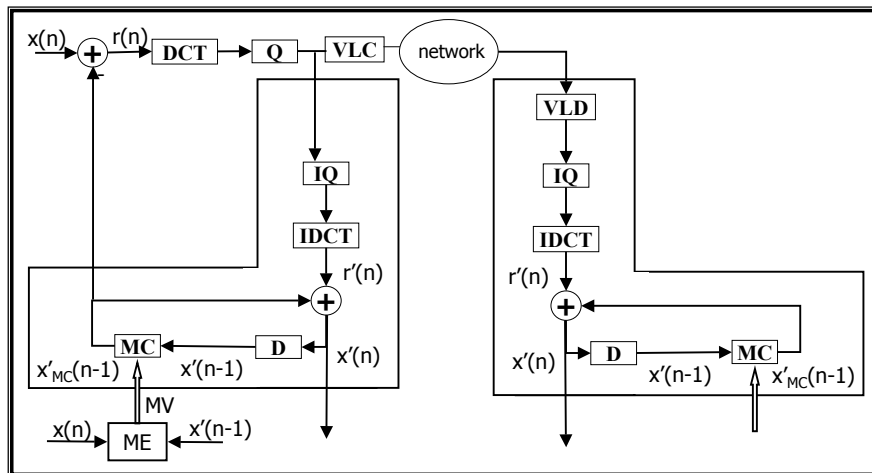 x(n)
+
r(n)
DCT
Q
VLC
network
-
VLD
IQ
IQ
IDCT
IDCT
r'(n)
r'(n)
+
+
MC
D
x'(n)
x'MC(n-1)
x'(n-1)
x'(n)
D
MC
x'(n-1)
x'MC(n-1)
MV
x(n)
ME
x'(n-1)